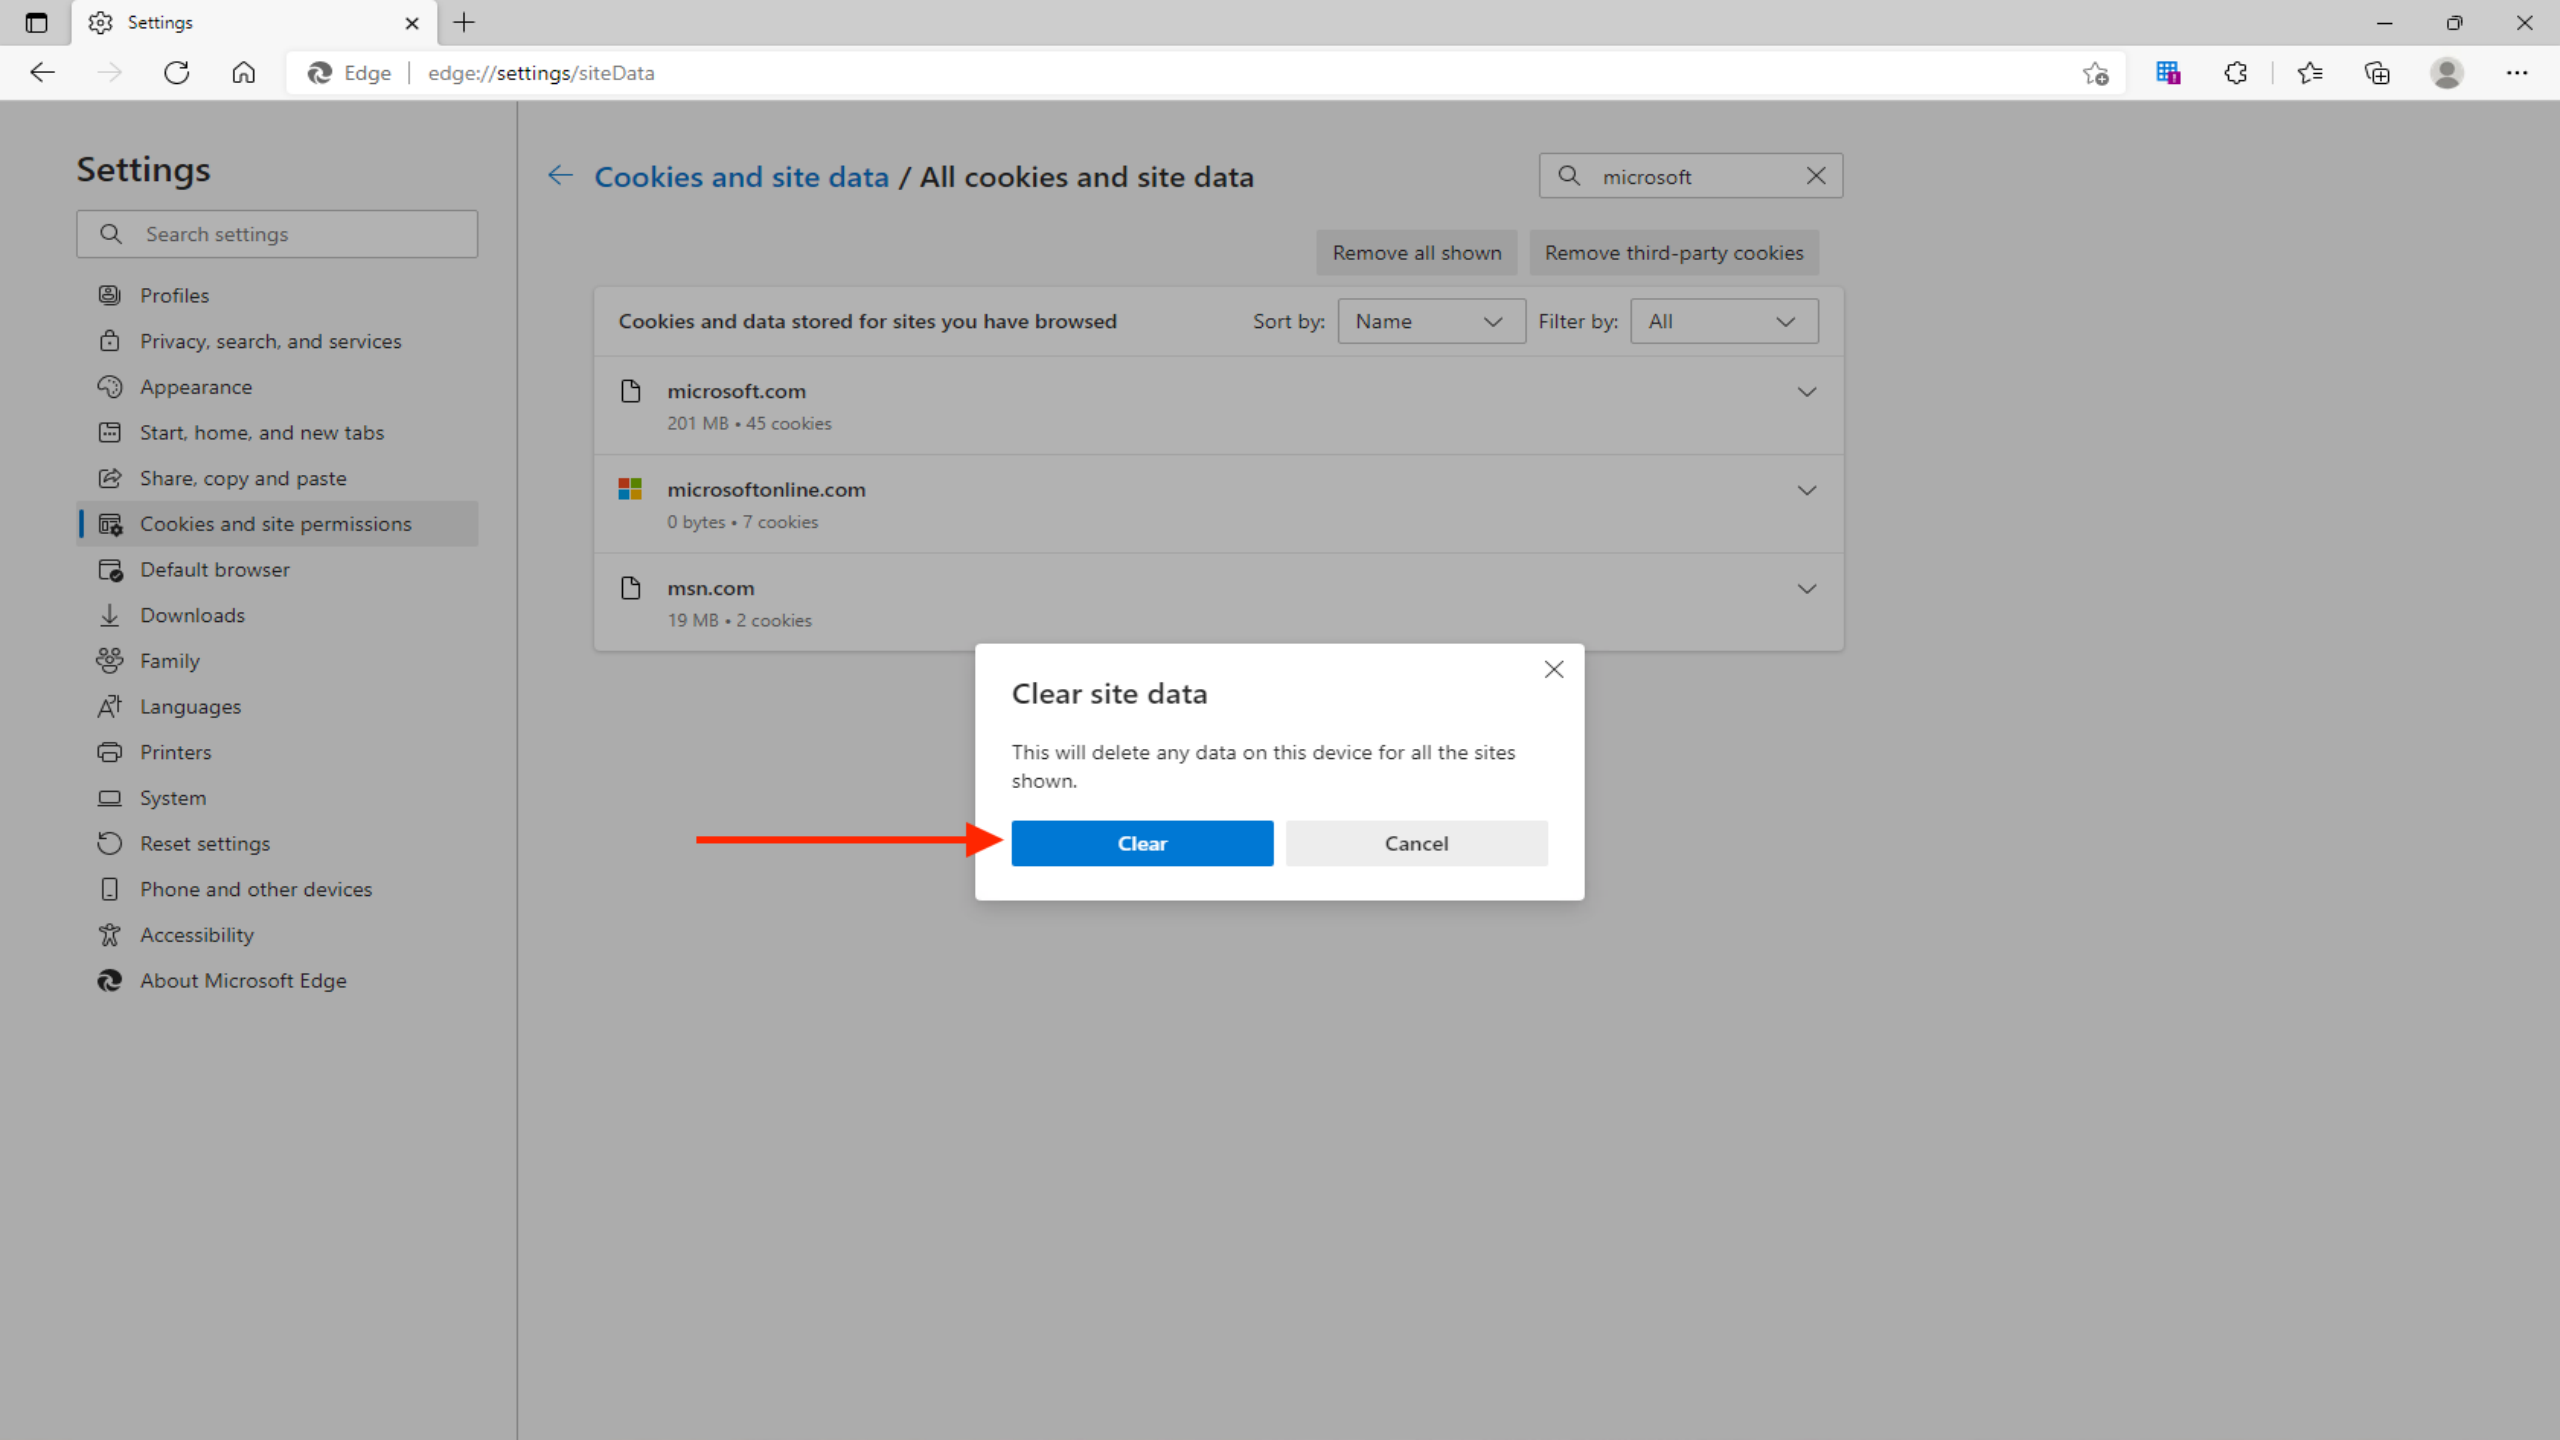 Settings
Edge
edge://settings/siteData
Settings
Search settings
Profiles
Privacy, search, and services
Appearance
Start, home, and new tabs
Share, copy and paste
Cookies and site permissions
Default browser
Downloads
Family
Languages
Printers
System
Reset settings
Phone and other devices
Accessibility
About Microsoft Edge
Cookies and site data / All cookies and site data
microsoft
Remove all shown
Remove third-party cookies
Cookies and data stored for sites you have browsed
Sort by: Name
Filter by: All
microsoft.com
201 MB • 45 cookies
microsoftonline.com
0 bytes • 7 cookies
msn.com
19 MB • 2 cookies
Clear site data
This will delete any data on this device for all the sites
shown.
Clear
Cancel